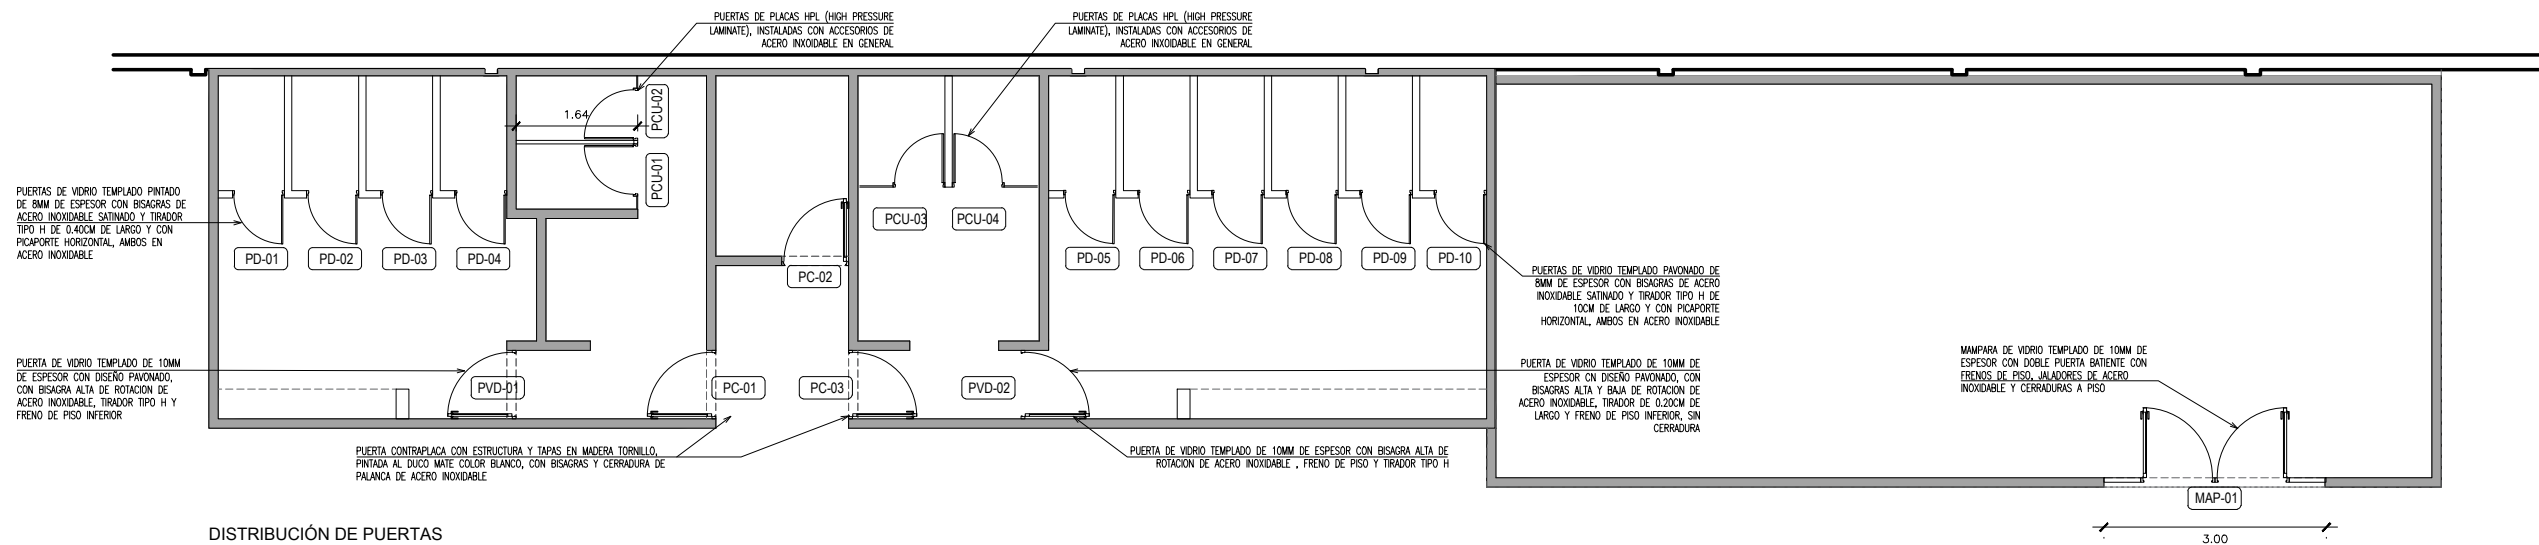 PUERTAS DE PLACAS HPL (HIGH PRESSURE
LAMINATE), INSTALADAS CON ACCESORIOS DE
ACERO INXOIDABLE EN GENERAL
PUERTAS DE PLACAS HPL (HIGH PRESSURE
LAMINATE), INSTALADAS CON ACCESORIOS DE
ACERO INXOIDABLE EN GENERAL
1.64
PCU-02
PCU-01
PUERTAS DE VIDRIO TEMPLADO PINTADO
DE 8MM DE ESPESOR CON BISAGRAS DE
ACERO INOXIDABLE SATINADO Y TIRADOR
TIPO H DE 0.40CM DE LARGO Y CON
PICAPORTE HORIZONTAL, AMBOS EN
ACERO INOXIDABLE
PCU-03
PCU-04
PD-01
PD-02
PD-03
PD-04
PC-02
PD-05
PD-06
PD-07
PD-08
PD-09
PD-10
PUERTAS DE VIDRIO TEMPLADO PAVONADO DE
8MM DE ESPESOR CON BISAGRAS DE ACERO
INOXIDABLE SATINADO Y TIRADOR TIPO H DE
10CM DE LARGO Y CON PICAPORTE
HORIZONTAL, AMBOS EN ACERO INOXIDABLE
PUERTA DE VIDRIO TEMPLADO DE 10MM
DE ESPESOR CON DISEÑO PAVONADO,
CON BISAGRA ALTA DE ROTACION DE
ACERO INOXIDABLE, TIRADOR TIPO H Y
FRENO DE PISO INFERIOR
PVD-01
PC-01
PC-03
PVD-02
PUERTA DE VIDRIO TEMPLADO DE 10MM DE
ESPESOR CN DISEÑO PAVONADO, CON
BISAGRAS ALTA Y BAJA DE ROTACION DE
ACERO INOXIDABLE, TIRADOR DE 0.20CM DE
LARGO Y FRENO DE PISO INFERIOR, SIN
CERRADURA
MAMPARA DE VIDRIO TEMPLADO DE 10MM DE
ESPESOR CON DOBLE PUERTA BATIENTE CON
FRENOS DE PISO, JALADORES DE ACERO
INOXIDABLE Y CERRADURAS A PISO
PUERTA CONTRAPLACA CON ESTRUCTURA Y TAPAS EN MADERA TORNILLO,
PINTADA AL DUCO MATE COLOR BLANCO, CON BISAGRAS Y CERRADURA DE
PALANCA DE ACERO INOXIDABLE
PUERTA DE VIDRIO TEMPLADO DE 10MM DE ESPESOR CON BISAGRA ALTA DE
ROTACION DE ACERO INOXIDABLE , FRENO DE PISO Y TIRADOR TIPO H
MAP-01
3.00
DISTRIBUCIÓN DE PUERTAS